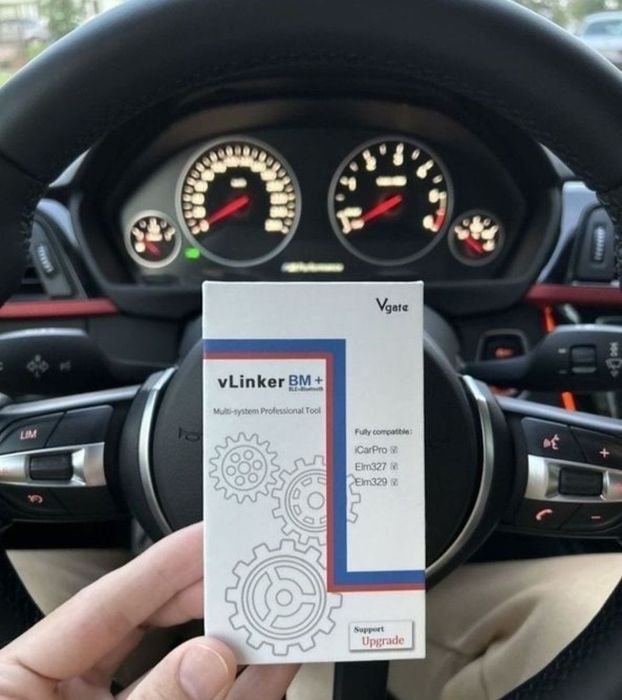 Vgate
vLinker BM+
BLE+Bluetooth
Multi-system Professional Tool
Fully compatible:
iCarPro ☑
Elm327 ☑
Elm329 ☑
Support
Upgrade
LIM
+
−